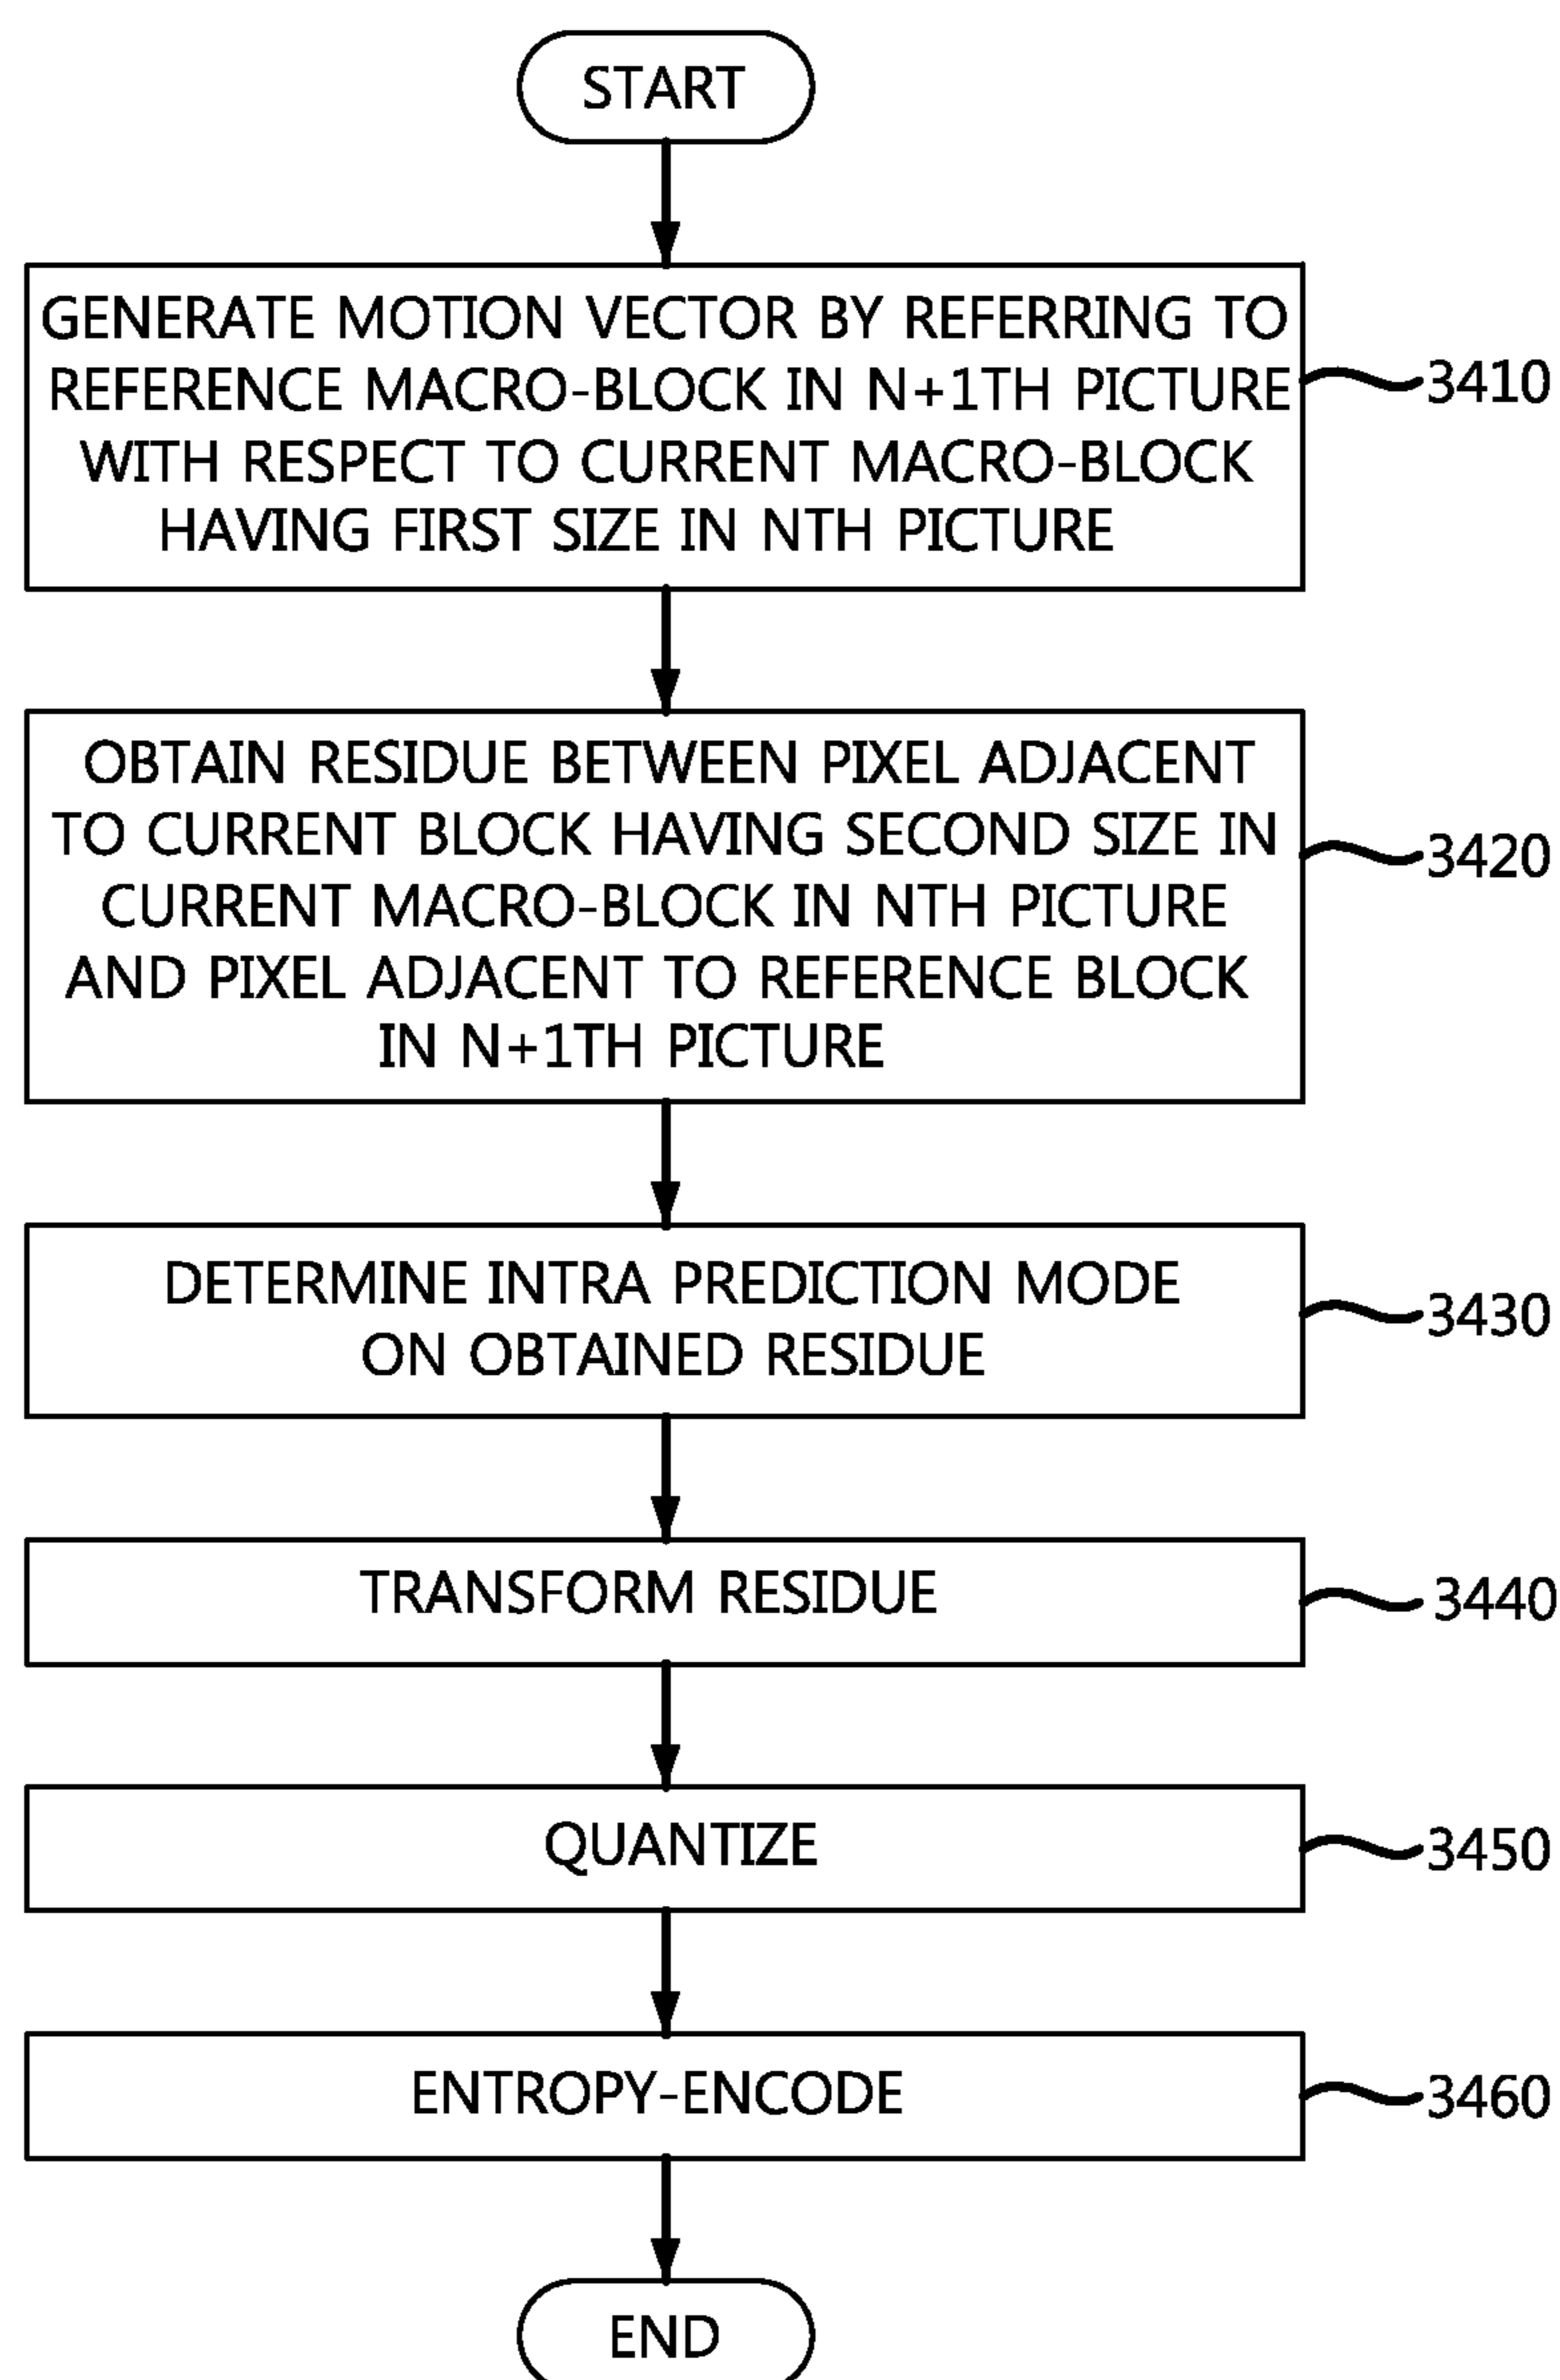 START
GENERATE MOTION VECTOR BY REFERRING TO
REFERENCE MACRO-BLOCK IN N+1TH PICTURE
WITH RESPECT TO CURRENT MACRO-BLOCK
HAVING FIRST SIZE IN NTH PICTURE
3410
OBTAIN RESIDUE BETWEEN PIXEL ADJACENT
TO CURRENT BLOCK HAVING SECOND SIZE IN
CURRENT MACRO-BLOCK IN NTH PICTURE
AND PIXEL ADJACENT TO REFERENCE BLOCK
IN N+1TH PICTURE
3420
DETERMINE INTRA PREDICTION MODE
ON OBTAINED RESIDUE
3430
TRANSFORM RESIDUE
3440
QUANTIZE
3450
ENTROPY-ENCODE
3460
END